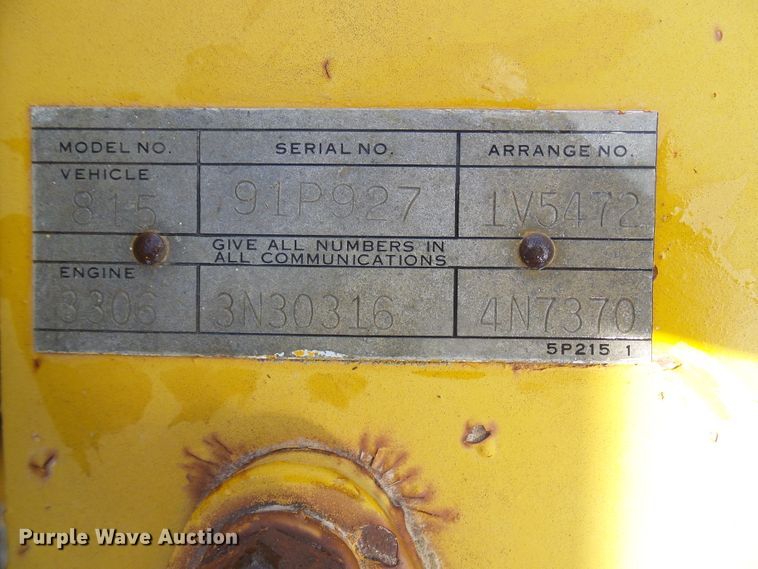 MODEL NO. SERIAL NO. ARRANGE NO.
VEHICLE
815 91P927 1V5472
GIVE ALL NUMBERS IN
ALL COMMUNICATIONS
ENGINE
3306 3N30316 4N7370
5P215 1
Purple Wave Auction